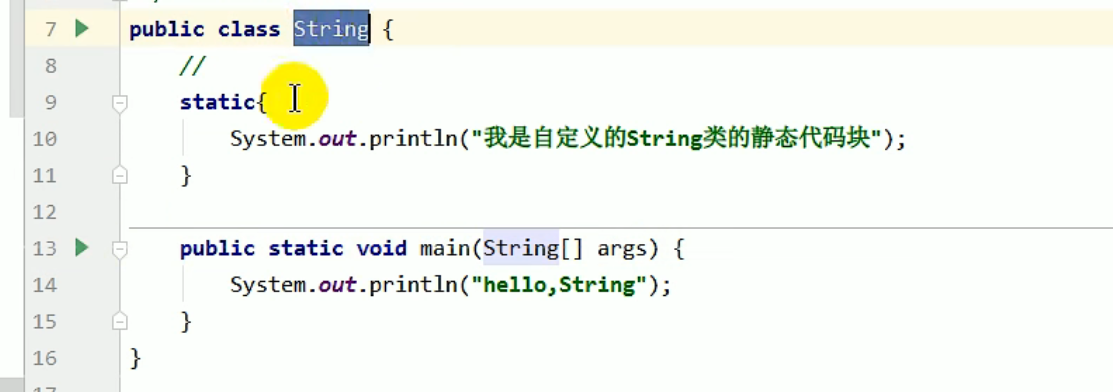 7 public class String {
8 //
9 static{
10 System.out.println("我是自定义的String类的静态代码块");
11 }
12
13 public static void main(String[] args) {
14 System.out.println("hello,String");
15 }
16 }
17